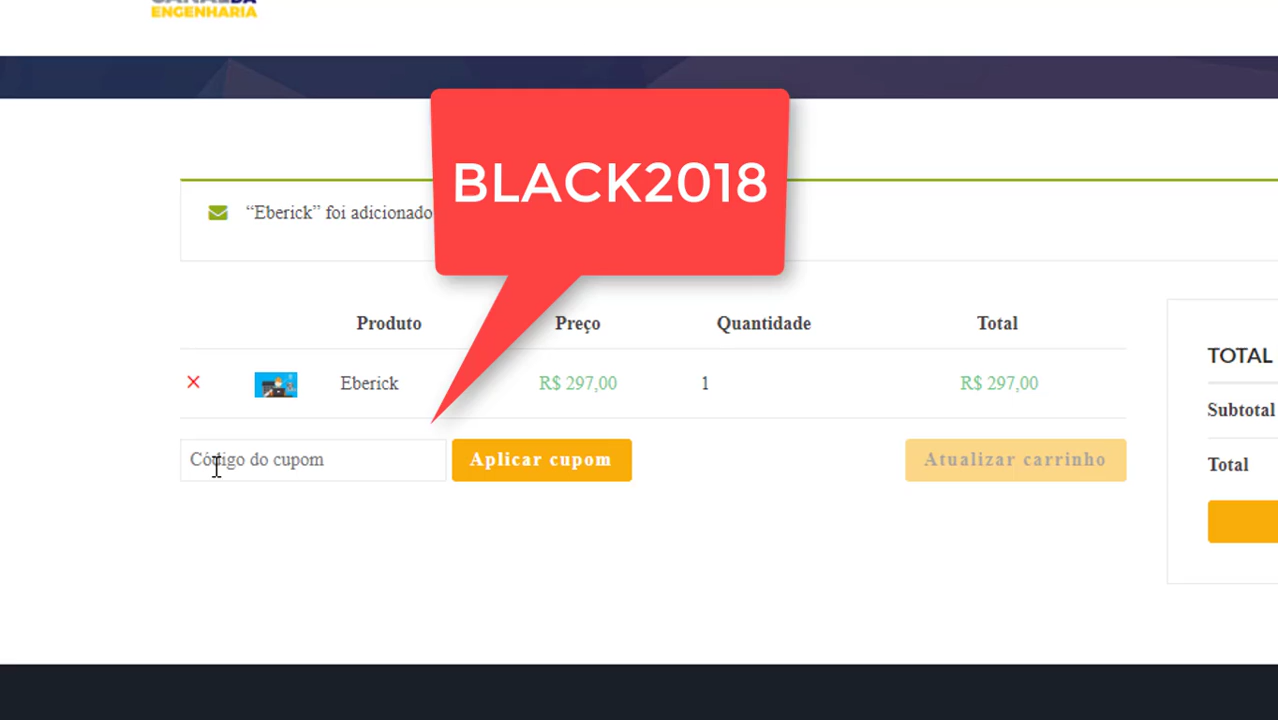 ENGENHARIA
BLACK2018
“Eberick” foi adicionado
Produto Preço Quantidade Total
Eberick R$ 297,00 1 R$ 297,00
Código do cupom Aplicar cupom Atualizar carrinho
TOTAL
Subtotal
Total